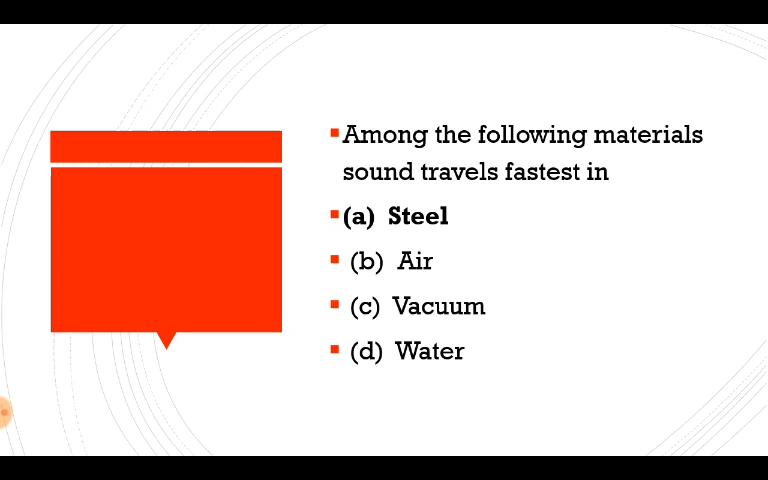 Among the following materials
sound travels fastest in
(a) Steel
(b) Air
(c) Vacuum
(d) Water